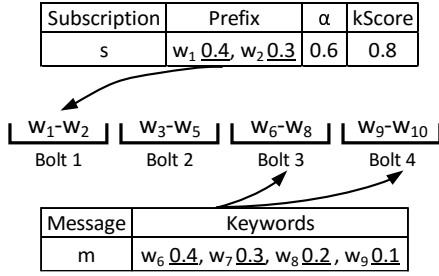 Subscription Prefix α kScore
s w₁ 0.4, w₂ 0.3 0.6 0.8
w₁-w₂ w₃-w₅ w₆-w₈ w₉-w₁₀
Bolt 1 Bolt 2 Bolt 3 Bolt 4
Message Keywords
m w₆ 0.4, w₇ 0.3, w₈ 0.2 , w₉ 0.1